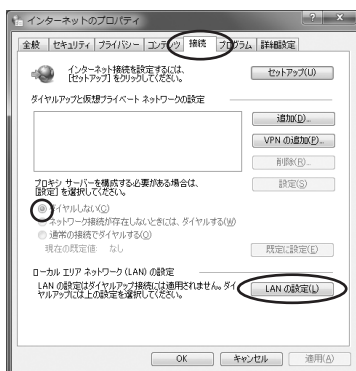 インターネットのプロパティ
全般 セキュリティ プライバシー コンテンツ 接続 プログラム 詳細設定
インターネット接続を設定するには、
[セットアップ] をクリックしてください。
セットアップ(U)
ダイヤルアップと仮想プライベート ネットワークの設定
追加(D)...
VPN の追加(P)...
削除(R)...
プロキシ サーバーを構成する必要がある場合は、
[設定] を選択してください。
設定(S)
ダイヤルしない(C)
ネットワーク接続が存在しないときには、ダイヤルする(W)
通常の接続でダイヤルする(O)
現在の既定値: なし
既定に設定(E)
ローカル エリア ネットワーク (LAN) の設定
LAN の設定はダイヤルアップ接続には適用されません。ダイ
ヤルアップには上の設定を選択してください。
LAN の設定(L)
OK キャンセル 適用(A)